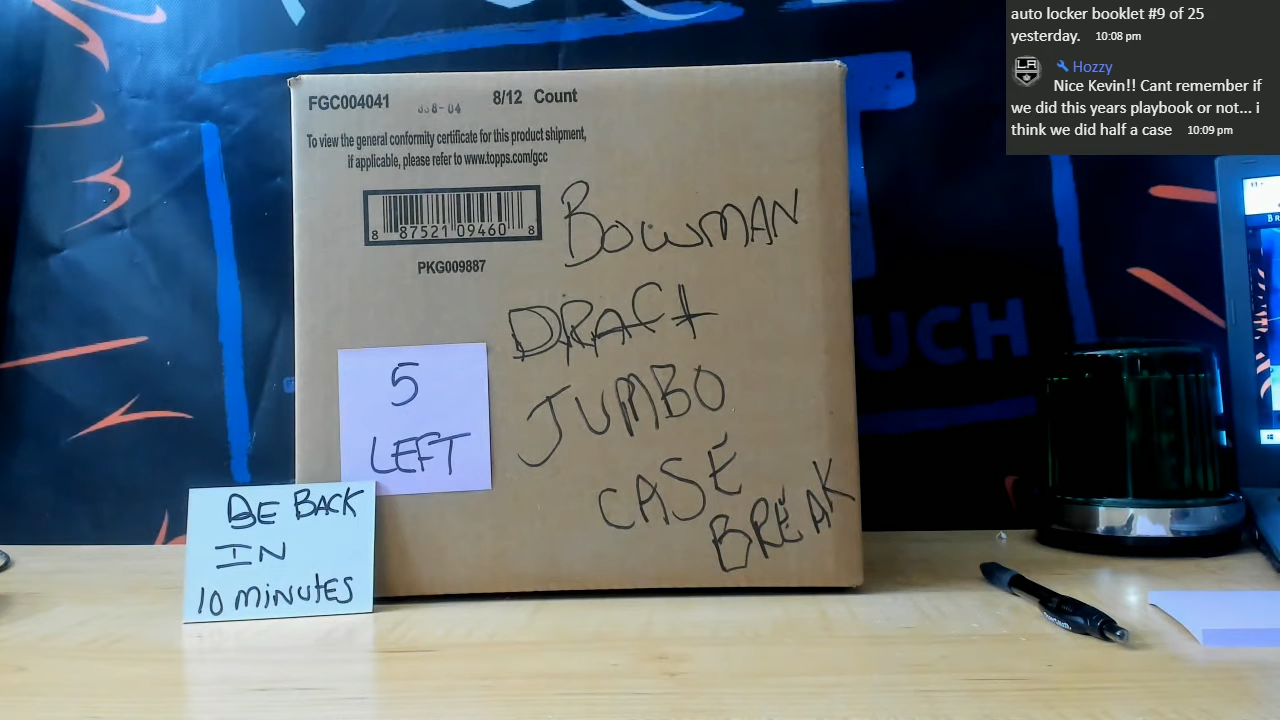 auto locker booklet #9 of 25
yesterday. 10:08 pm
Hozzy
Nice Kevin!! Cant remember if
we did this years playbook or not... i
think we did half a case 10:09 pm
FGC004041
8/12 Count
To view the general conformity certificate for this product shipment,
if applicable, please refer to www.topps.com/gcc
8 87521 09460 8
PKG009887
BOWMAN
DRAFT
JUMBO
CASE
BREAK
5
LEFT
BE BACK
IN
10 MINUTES
UCH